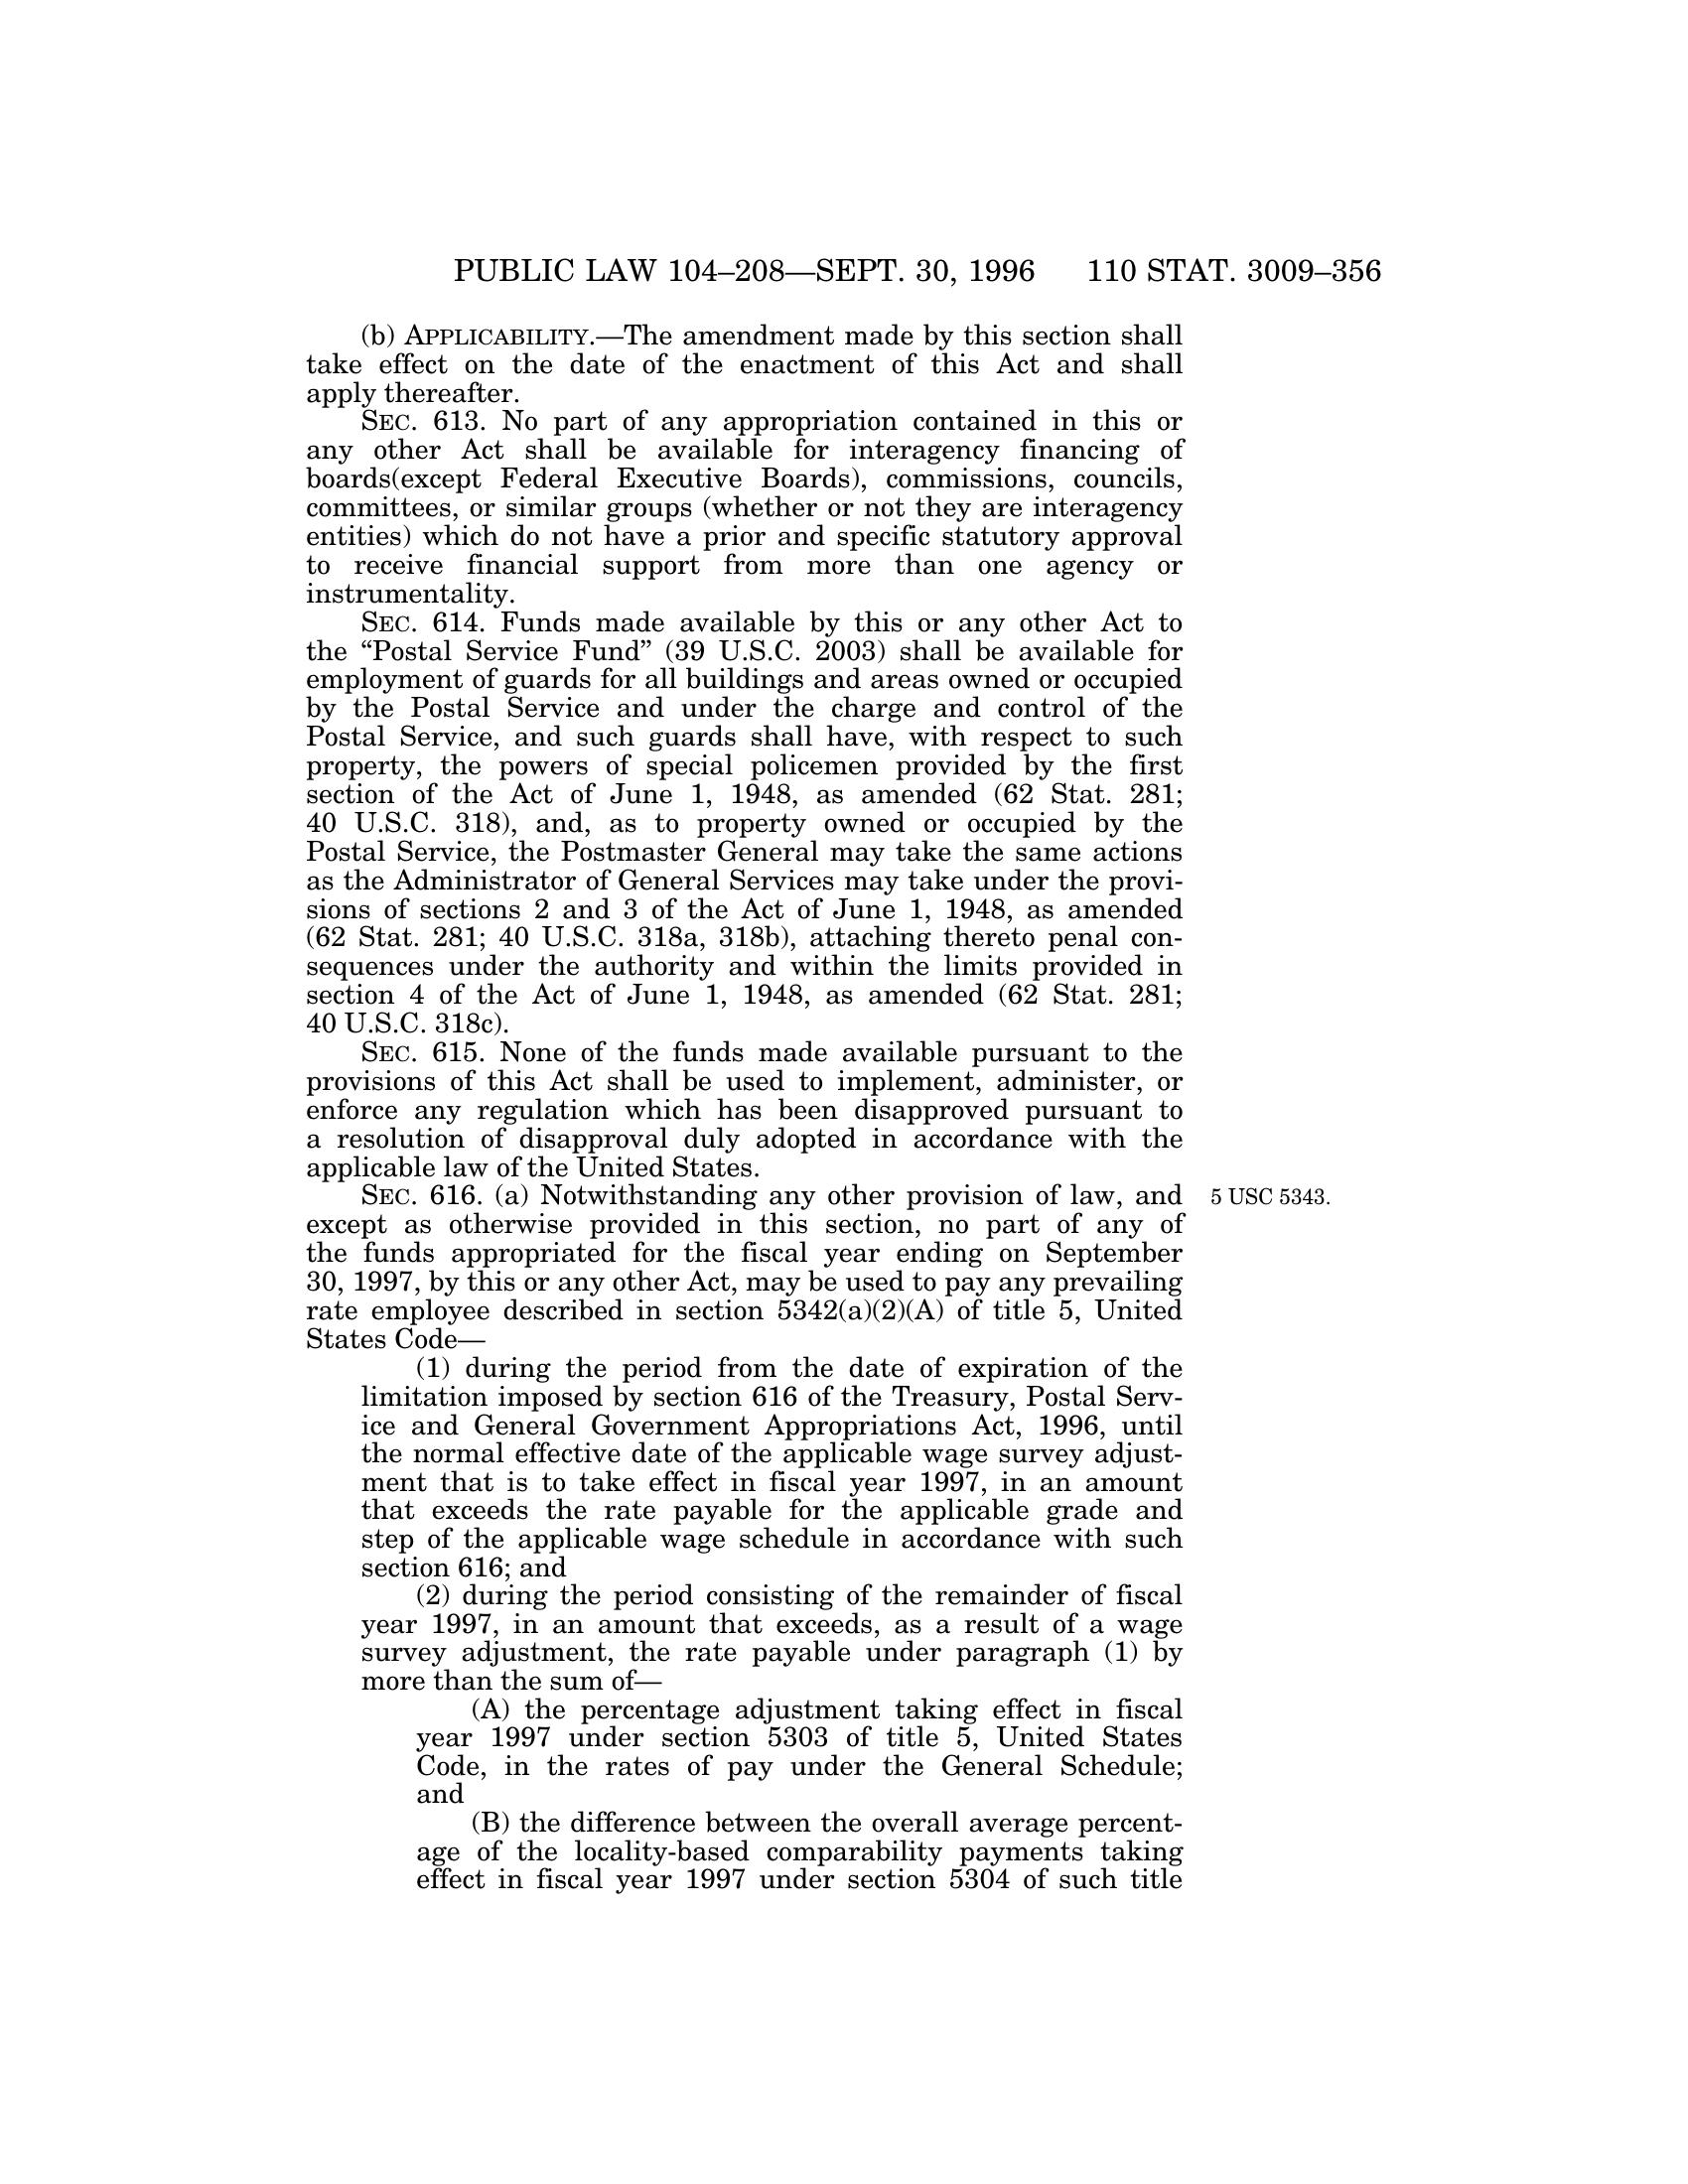 PUBLIC LAW 104–208—SEPT. 30, 1996 110 STAT. 3009–356
(b) APPLICABILITY.—The amendment made by this section shall
take effect on the date of the enactment of this Act and shall
apply thereafter.
SEC. 613. No part of any appropriation contained in this or
any other Act shall be available for interagency financing of
boards(except Federal Executive Boards), commissions, councils,
committees, or similar groups (whether or not they are interagency
entities) which do not have a prior and specific statutory approval
to receive financial support from more than one agency or
instrumentality.
SEC. 614. Funds made available by this or any other Act to
the “Postal Service Fund” (39 U.S.C. 2003) shall be available for
employment of guards for all buildings and areas owned or occupied
by the Postal Service and under the charge and control of the
Postal Service, and such guards shall have, with respect to such
property, the powers of special policemen provided by the first
section of the Act of June 1, 1948, as amended (62 Stat. 281;
40 U.S.C. 318), and, as to property owned or occupied by the
Postal Service, the Postmaster General may take the same actions
as the Administrator of General Services may take under the provi-
sions of sections 2 and 3 of the Act of June 1, 1948, as amended
(62 Stat. 281; 40 U.S.C. 318a, 318b), attaching thereto penal con-
sequences under the authority and within the limits provided in
section 4 of the Act of June 1, 1948, as amended (62 Stat. 281;
40 U.S.C. 318c).
SEC. 615. None of the funds made available pursuant to the
provisions of this Act shall be used to implement, administer, or
enforce any regulation which has been disapproved pursuant to
a resolution of disapproval duly adopted in accordance with the
applicable law of the United States.
SEC. 616. (a) Notwithstanding any other provision of law, and 5 USC 5343.
except as otherwise provided in this section, no part of any of
the funds appropriated for the fiscal year ending on September
30, 1997, by this or any other Act, may be used to pay any prevailing
rate employee described in section 5342(a)(2)(A) of title 5, United
States Code—
(1) during the period from the date of expiration of the
limitation imposed by section 616 of the Treasury, Postal Serv-
ice and General Government Appropriations Act, 1996, until
the normal effective date of the applicable wage survey adjust-
ment that is to take effect in fiscal year 1997, in an amount
that exceeds the rate payable for the applicable grade and
step of the applicable wage schedule in accordance with such
section 616; and
(2) during the period consisting of the remainder of fiscal
year 1997, in an amount that exceeds, as a result of a wage
survey adjustment, the rate payable under paragraph (1) by
more than the sum of—
(A) the percentage adjustment taking effect in fiscal
year 1997 under section 5303 of title 5, United States
Code, in the rates of pay under the General Schedule;
and
(B) the difference between the overall average percent-
age of the locality-based comparability payments taking
effect in fiscal year 1997 under section 5304 of such title